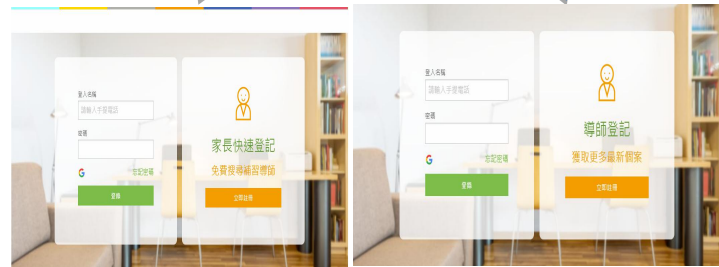 登入名稱
請輸入手提電話
密碼
忘記密碼
登錄
家長快速登記
免費搜尋補習導師
立即註冊
登入名稱
請輸入手提電話
密碼
忘記密碼
登錄
導師登記
獲取更多最新個案
立即註冊